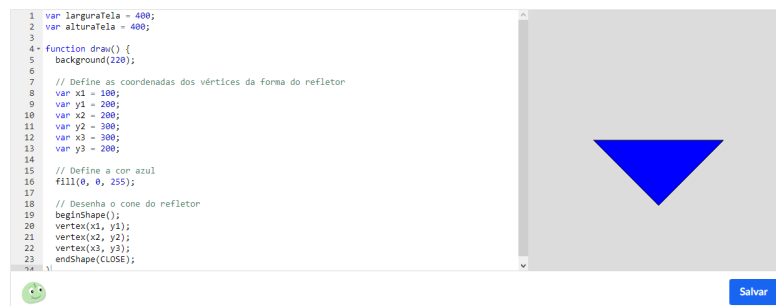 1 var larguraTela = 400;
2 var alturaTela = 400;
3
4 function draw() {
5 background(220);
6
7 // Define as coordenadas dos vértices da forma do refletor
8 var x1 = 100;
9 var y1 = 200;
10 var x2 = 200;
11 var y2 = 300;
12 var x3 = 300;
13 var y3 = 200;
14
15 // Define a cor azul
16 fill(0, 0, 255);
17
18 // Desenha o cone do refletor
19 beginShape();
20 vertex(x1, y1);
21 vertex(x2, y2);
22 vertex(x3, y3);
23 endShape(CLOSE);
24 }
Salvar